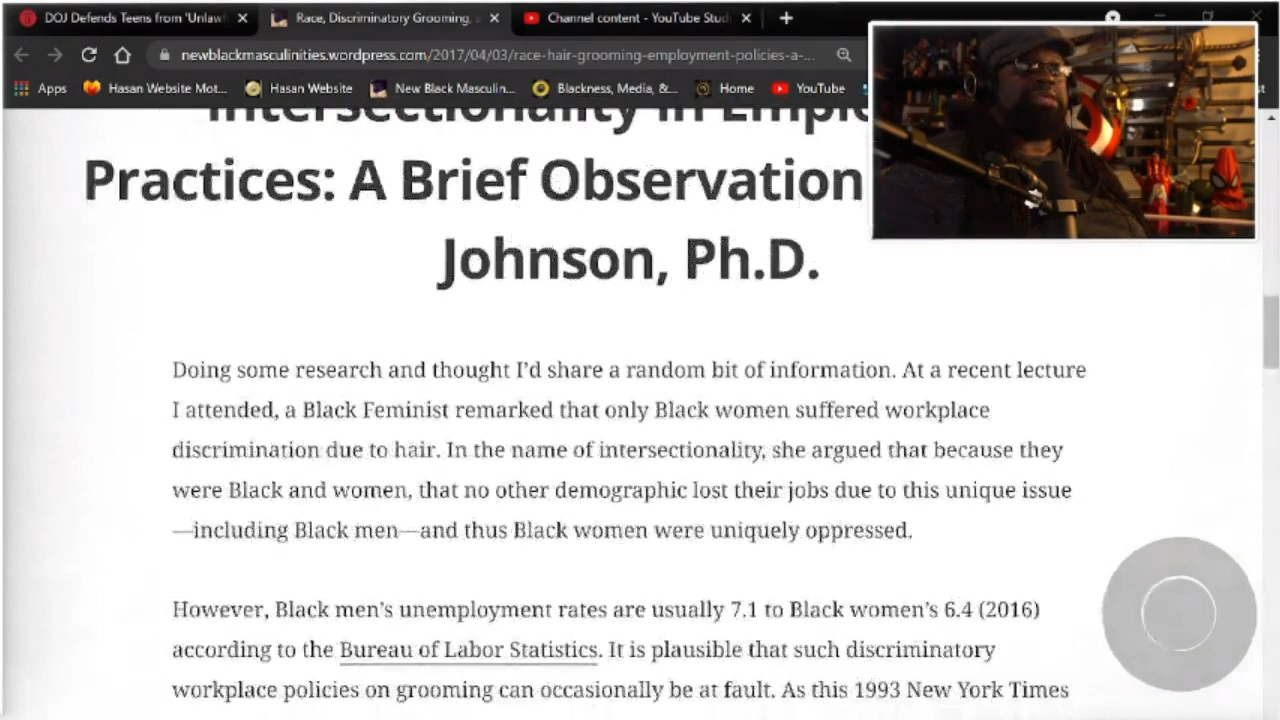 DOJ Defends Teens from 'Unlawf
Race, Discriminatory Grooming,
Channel content - YouTube Stud
newblackmasculinities.wordpress.com/2017/04/03/race-hair-grooming-employment-policies-a-...
Apps
Hasan Website Mot...
Hasan Website
New Black Masculin...
Blackness, Media, &...
Home
YouTube
Intersectionality in
Practices: A Brief Observation
Johnson, Ph.D.
Doing some research and thought I'd share a random bit of information. At a recent lecture
I attended, a Black Feminist remarked that only Black women suffered workplace
discrimination due to hair. In the name of intersectionality, she argued that because they
were Black and women, that no other demographic lost their jobs due to this unique issue
—including Black men—and thus Black women were uniquely oppressed.
However, Black men's unemployment rates are usually 7.1 to Black women's 6.4 (2016)
according to the Bureau of Labor Statistics. It is plausible that such discriminatory
workplace policies on grooming can occasionally be at fault. As this 1993 New York Times